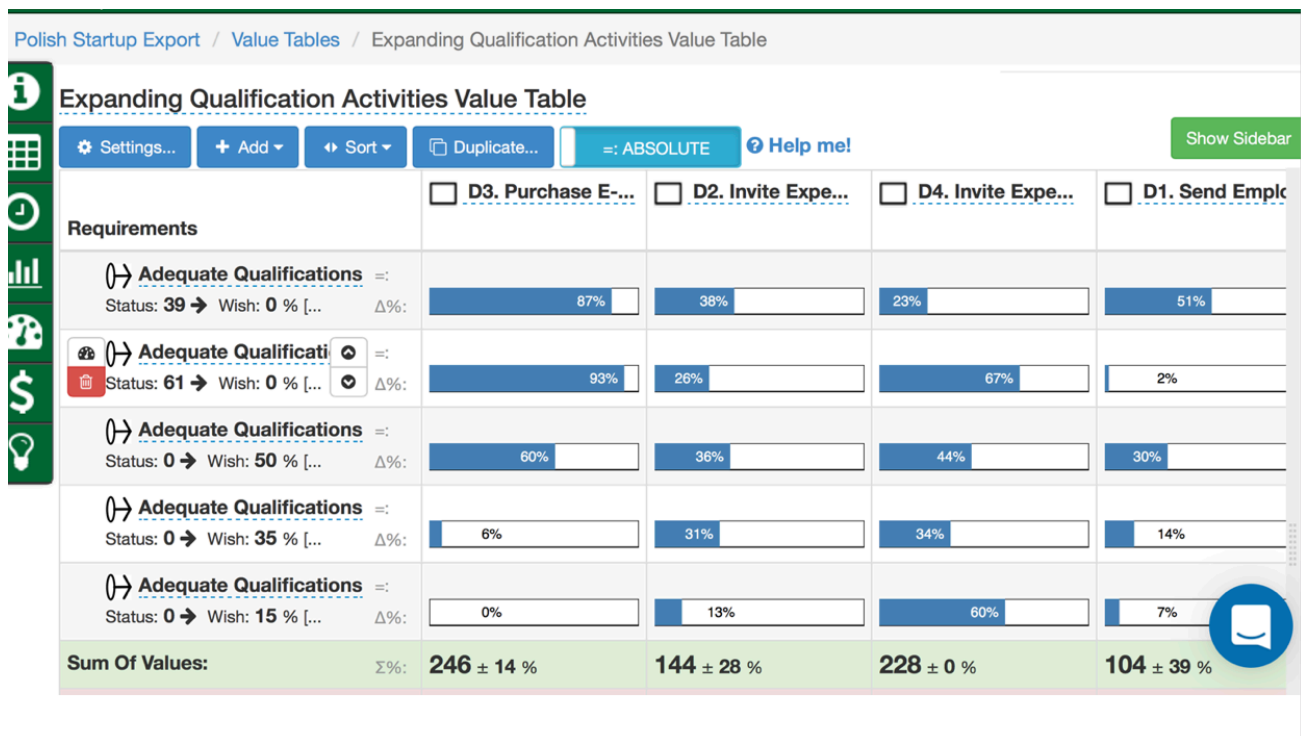 Polish Startup Export / Value Tables / Expanding Qualification Activities Value Table
Expanding Qualification Activities Value Table
Settings... + Add Sort Duplicate... =: ABSOLUTE Help me! Show Sidebar
Requirements D3. Purchase E-... D2. Invite Expe... D4. Invite Expe... D1. Send Emplo
Adequate Qualifications =:
Status: 39 ➔ Wish: 0 % [... Δ%: 87% 38% 23% 51%
Adequate Qualificati =:
Status: 61 ➔ Wish: 0 % [... Δ%: 93% 26% 67% 2%
Adequate Qualifications =:
Status: 0 ➔ Wish: 50 % [... Δ%: 60% 36% 44% 30%
Adequate Qualifications =:
Status: 0 ➔ Wish: 35 % [... Δ%: 6% 31% 34% 14%
Adequate Qualifications =:
Status: 0 ➔ Wish: 15 % [... Δ%: 0% 13% 60% 7%
Sum Of Values: Σ%: 246 ± 14 % 144 ± 28 % 228 ± 0 % 104 ± 39 %